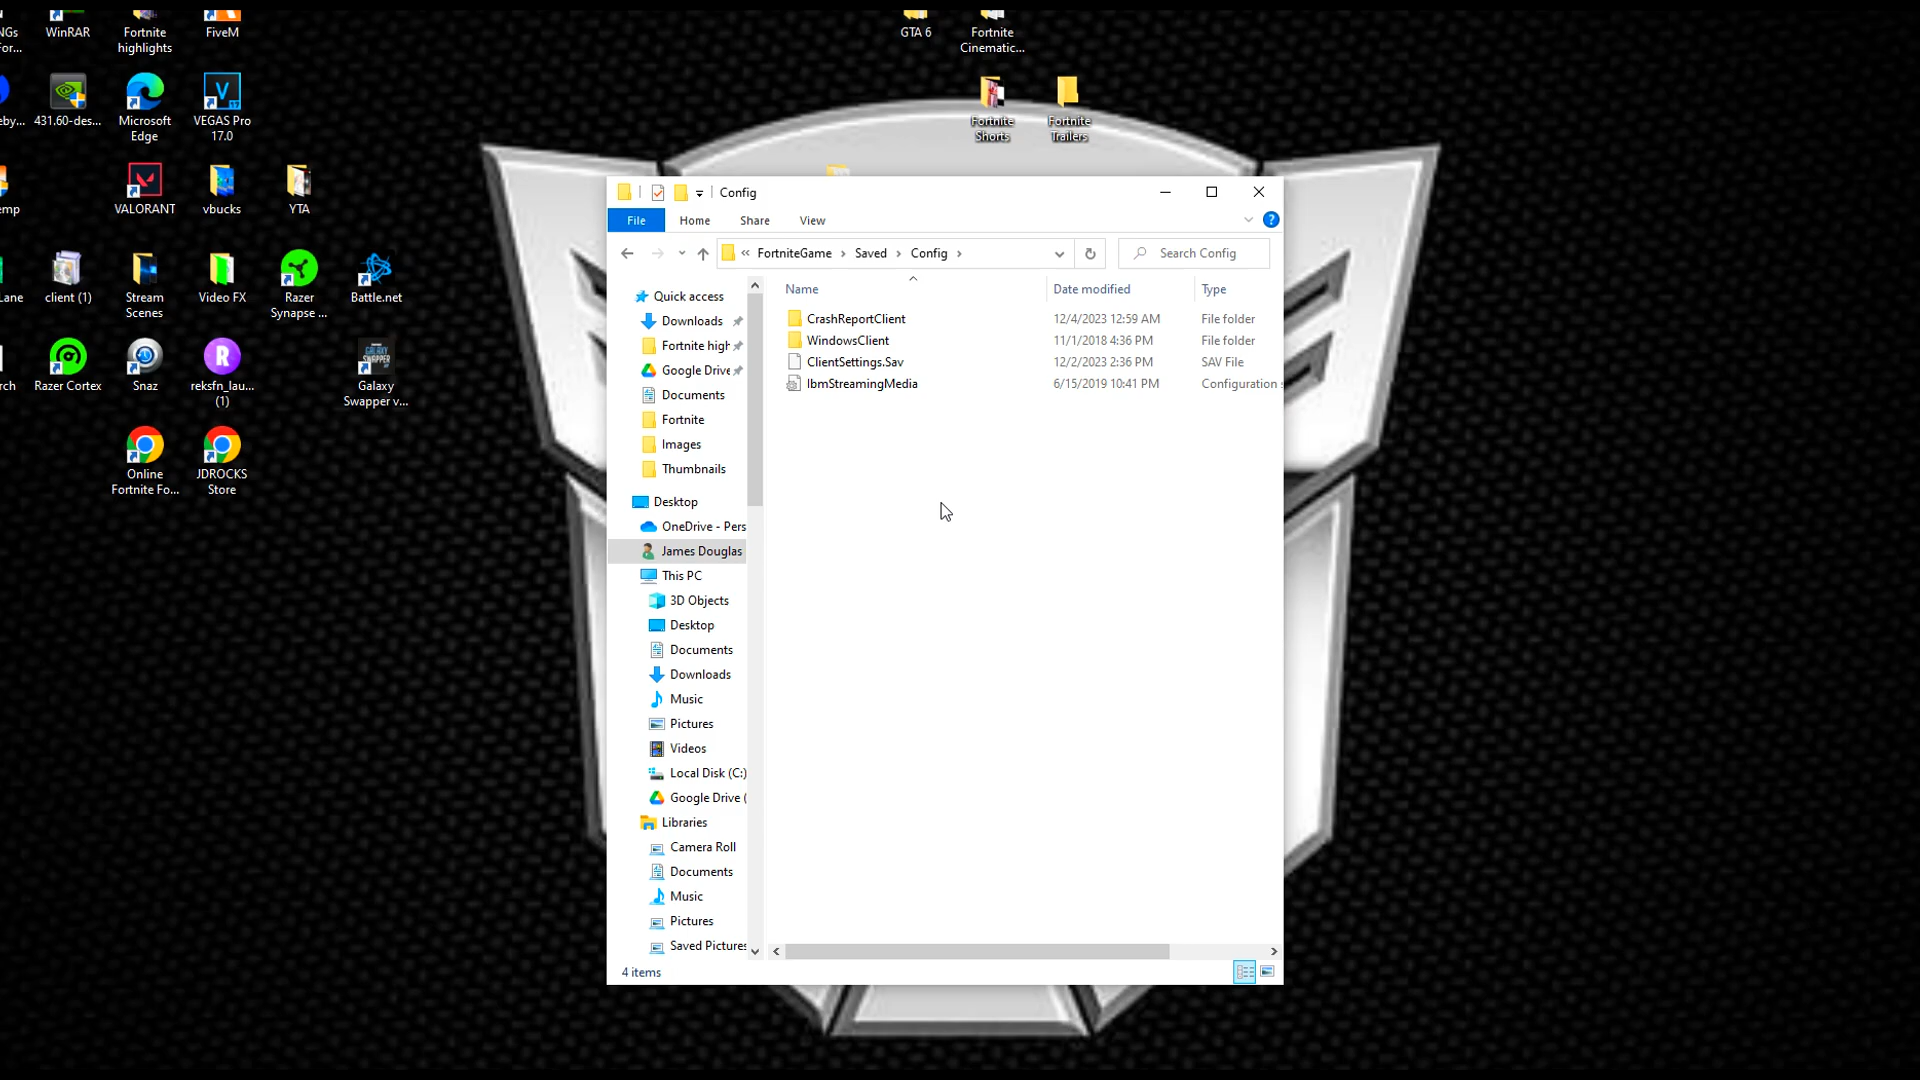 NGs
For...
WinRAR
Fortnite
highlights
FiveM
GTA 6
Fortnite
Cinematic...
eby...
431.60-des...
Microsoft
Edge
VEGAS Pro
17.0
Fortnite
Shorts
Fortnite
Trailers
emp
VALORANT
vbucks
YTA
Lane
client (1)
Stream
Scenes
Video FX
Razer
Synapse ...
Battle.net
rch
Razer Cortex
Snaz
reksfn_lau...
(1)
Galaxy
Swapper v...
Online
Fortnite Fo...
JDROCKS
Store
Config
File
Home
Share
View
« FortniteGame › Saved › Config ›
Search Config
Name
Date modified
Type
CrashReportClient
12/4/2023 12:59 AM
File folder
WindowsClient
11/1/2018 4:36 PM
File folder
ClientSettings.Sav
12/2/2023 2:36 PM
SAV File
IbmStreamingMedia
6/15/2019 10:41 PM
Configuration s
Quick access
Downloads
Fortnite high
Google Drive
Documents
Fortnite
Images
Thumbnails
Desktop
OneDrive - Pers
James Douglas
This PC
3D Objects
Desktop
Documents
Downloads
Music
Pictures
Videos
Local Disk (C:)
Google Drive (
Libraries
Camera Roll
Documents
Music
Pictures
Saved Pictures
4 items